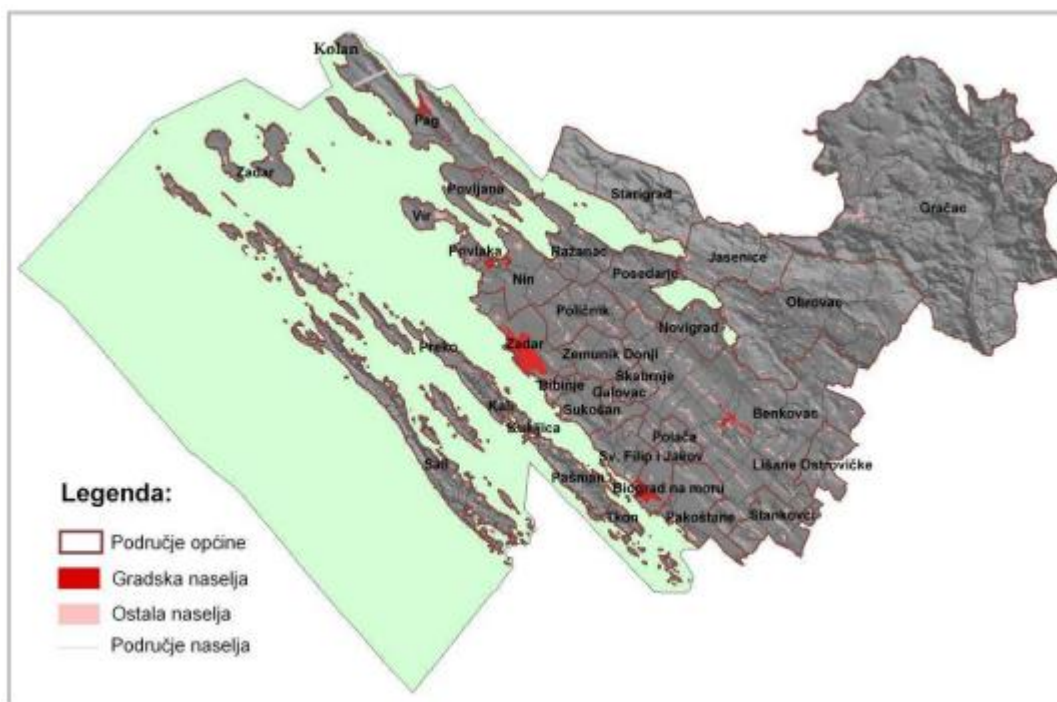 Kolan
Pag
Zadar
Povljana
Starigrad
Gračac
Vir
Povlaka
Ražanac
Jasenice
Nin
Posedarje
Obrovac
Poličnik
Novigrad
Zadar
Preko
Zemunik Donji
Škabrnje
Bibinje
Galovac
Kali
Sukošan
Benkovac
Kukljica
Polača
Sv. Filip i Jakov
Sali
Lišane Ostrovičke
Pašman
Biograd na moru
Tkon
Pakoštane
Stankovci
Legenda:
Područje općine
Gradska naselja
Ostala naselja
Područje naselja